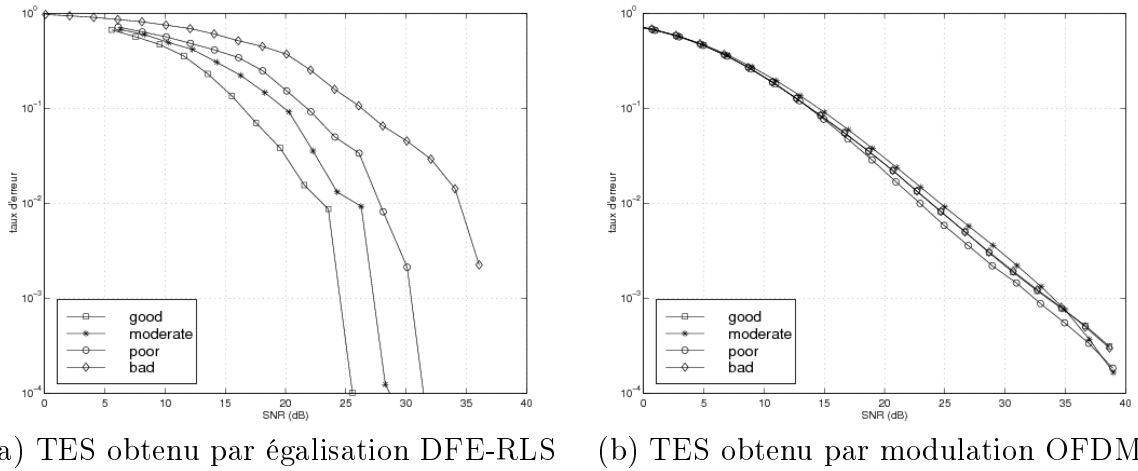 10^0
10^-1
10^-2
10^-3
10^-4
taux d'erreur
good
moderate
poor
bad
0 5 10 15 20 25 30 35 40
SNR (dB)
10^0
10^-1
10^-2
10^-3
10^-4
taux d'erreur
good
moderate
poor
bad
0 5 10 15 20 25 30 35 40
SNR (dB)
a) TES obtenu par égalisation DFE-RLS
(b) TES obtenu par modulation OFDM